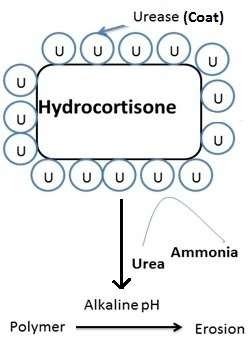 Urease (Coat)
U U U U U
U U
Hydrocortisone
U U
U
U U U U U
Ammonia
Urea
Alkaline pH
Polymer Erosion